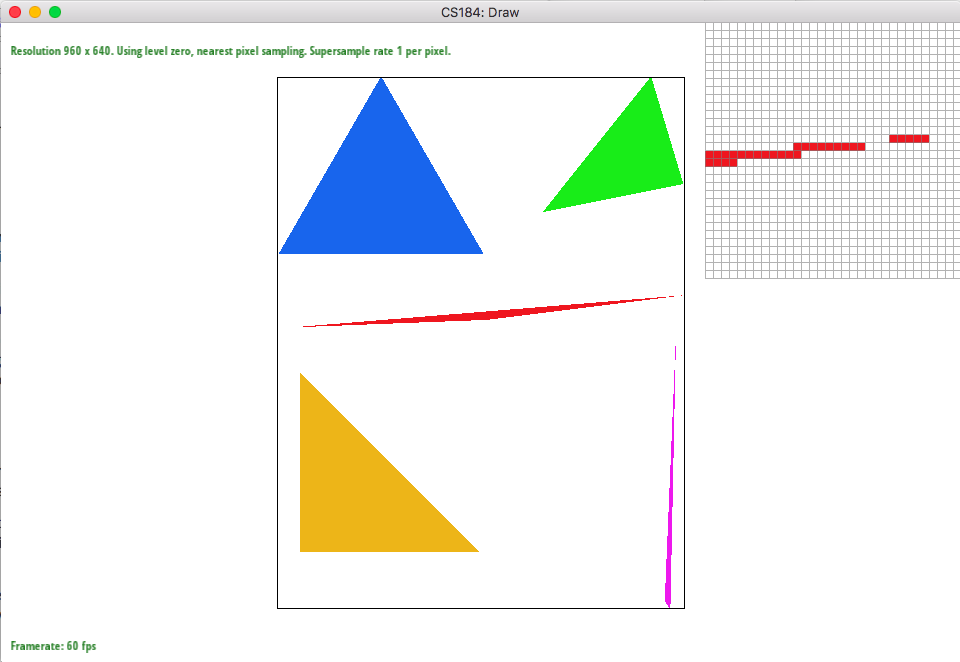 CS184: Draw
Resolution 960 x 640. Using level zero, nearest pixel sampling. Supersample rate 1 per pixel.
Framerate: 60 fps